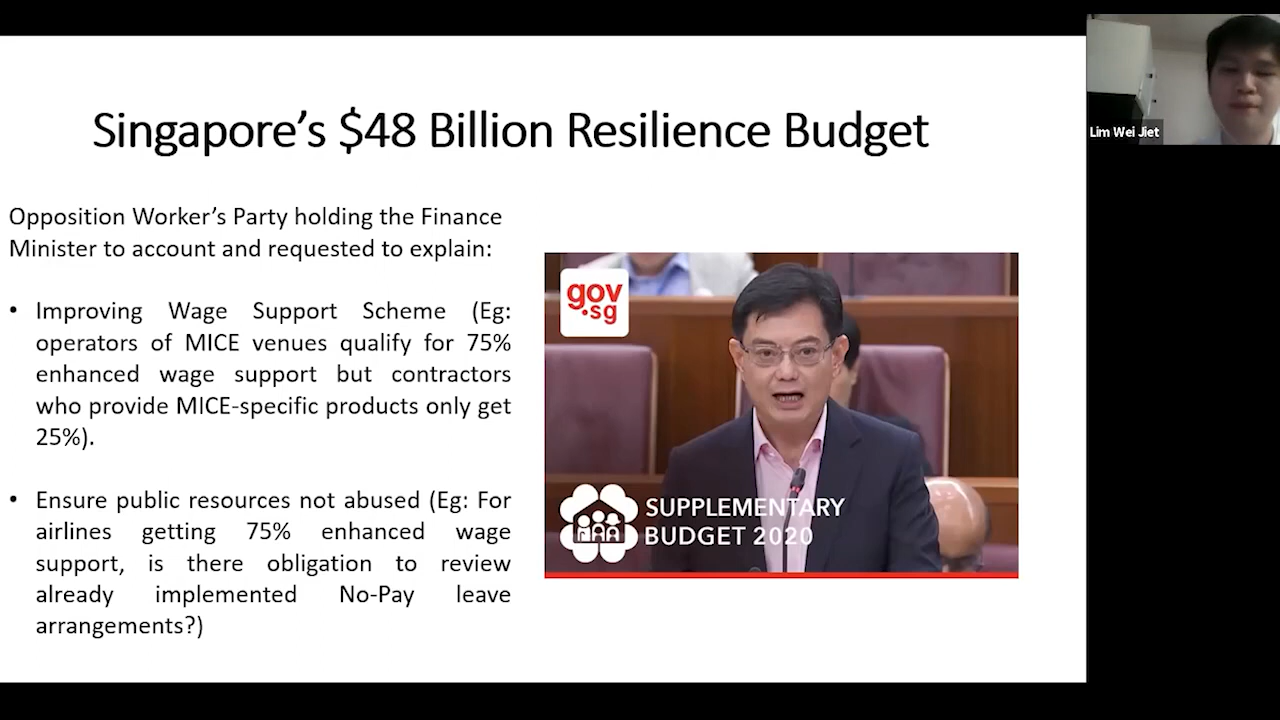 Singapore’s $48 Billion Resilience Budget
Opposition Worker’s Party holding the Finance
Minister to account and requested to explain:
• Improving Wage Support Scheme (Eg:
operators of MICE venues qualify for 75%
enhanced wage support but contractors
who provide MICE-specific products only get
25%).
• Ensure public resources not abused (Eg: For
airlines getting 75% enhanced wage
support, is there obligation to review
already implemented No-Pay leave
arrangements?)
gov
.sg
SUPPLEMENTARY
BUDGET 2020
Lim Wei Jiet